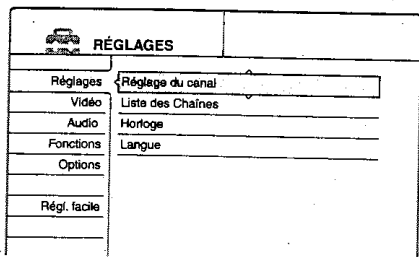 RÉGLAGES
Réglages
Réglage du canal
Vidéo
Liste des Chaînes
Audio
Horloge
Fonctions
Langue
Options
Régl. facile